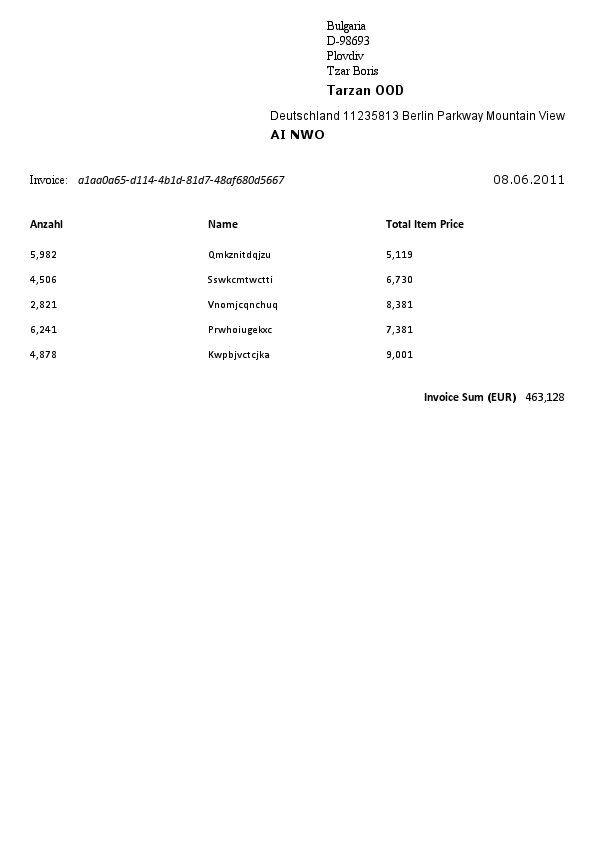 Bulgaria
D-98693
Plovdiv
Tzar Boris
Tarzan OOD
Deutschland 11235813 Berlin Parkway Mountain View
AI NWO
Invoice: a1aa0a65-d114-4b1d-81d7-48af680d5667 08.06.2011
Anzahl Name Total Item Price
5,982 Qmkznitdqjzu 5,119
4,506 Sswkcmtwctti 6,730
2,821 Vnomjcqnchuq 8,381
6,241 Prwhoiugekxc 7,381
4,878 Kwpbjvctcjka 9,001
Invoice Sum (EUR) 463,128